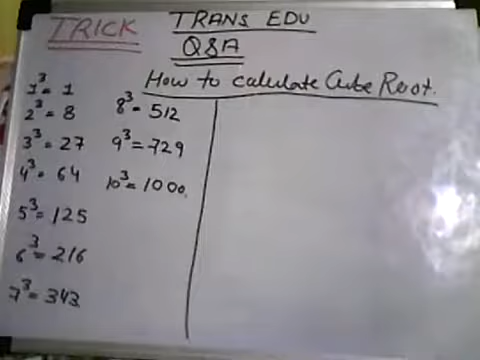 TRICK
TRANS EDU
Q&A
How to calculate Cube Root.
1³= 1
2³= 8
3³= 27
4³= 64
5³= 125
6³= 216
7³= 343
8³= 512
9³= 729
10³= 1000.